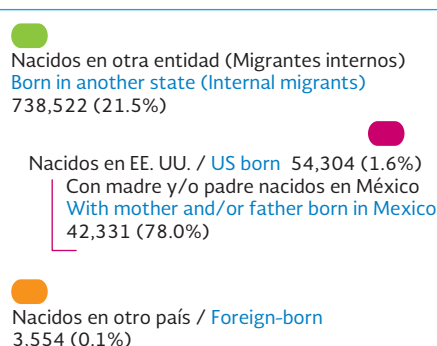 Nacidos en otra entidad (Migrantes internos)
Born in another state (Internal migrants)
738,522 (21.5%)
Nacidos en EE. UU. / US born 54,304 (1.6%)
Con madre y/o padre nacidos en México
With mother and/or father born in Mexico
42,331 (78.0%)
Nacidos en otro país / Foreign-born
3,554 (0.1%)